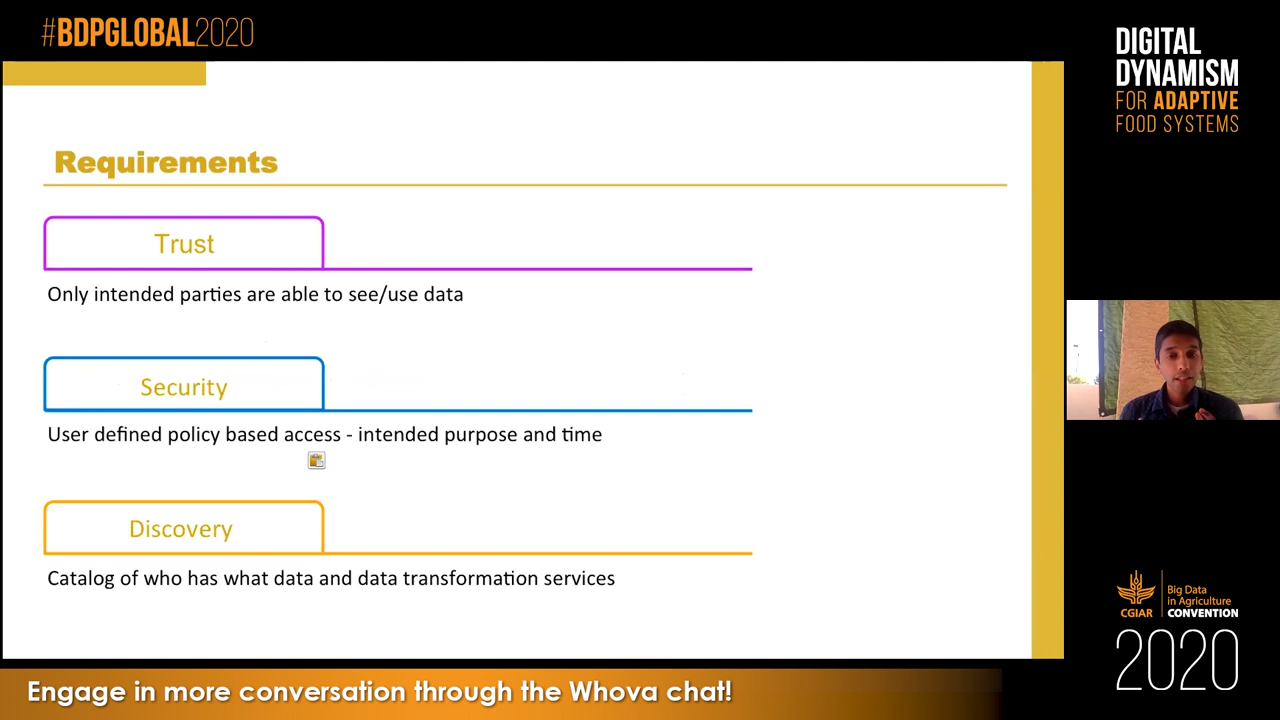 #BDPGLOBAL2020
DIGITAL
DYNAMISM
FOR ADAPTIVE
FOOD SYSTEMS
Requirements
Trust
Only intended parties are able to see/use data
Security
User defined policy based access - intended purpose and time
Discovery
Catalog of who has what data and data transformation services
CGIAR
Big Data
in Agriculture
CONVENTION
2020
Engage in more conversation through the Whova chat!